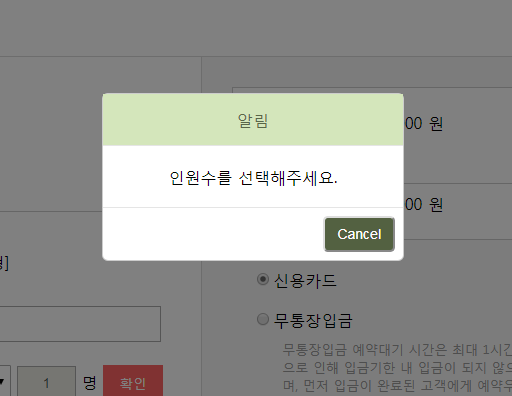 알림
00 원
인원수를 선택해주세요.
00 원
Cancel
]
신용카드
무통장입금
무통장입금 예약대기 시간은 최대 1시간
으로 인해 입금기한 내 입금이 되지 않으
며, 먼저 입금이 완료된 고객에게 예약우
1 명 확인